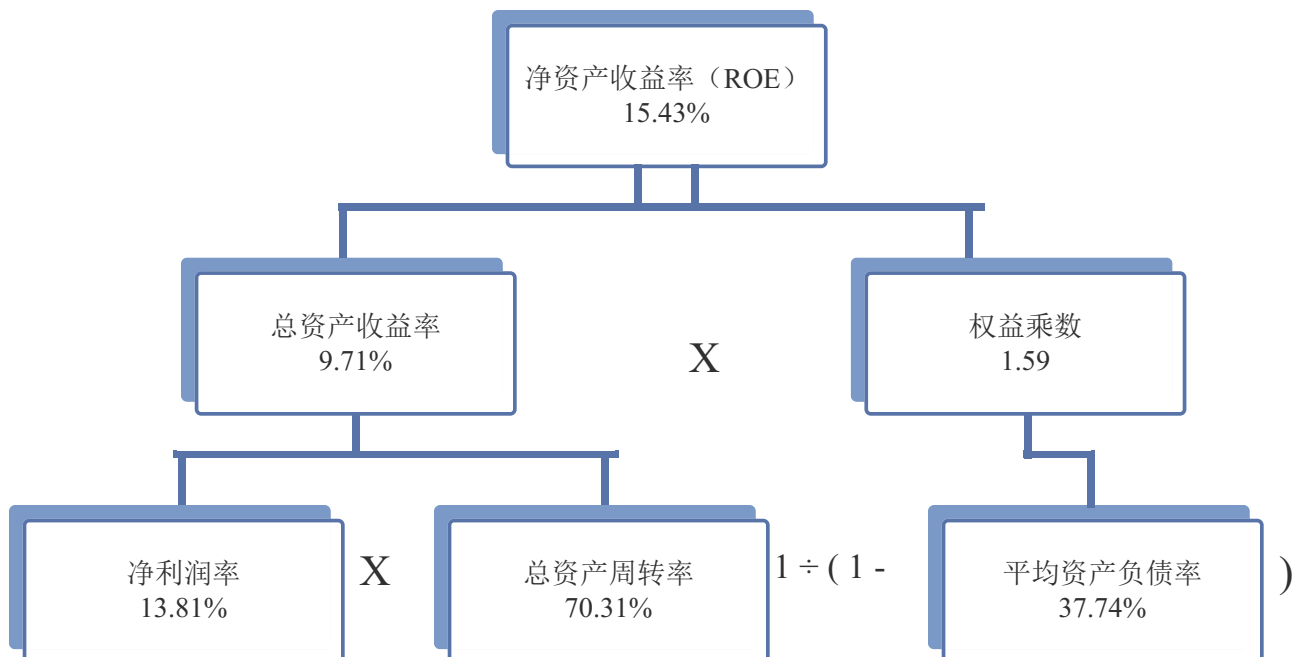 净资产收益率（ROE）
15.43%
总资产收益率
9.71%
X
权益乘数
1.59
净利润率
13.81%
X
总资产周转率
70.31%
1 ÷ ( 1 -
平均资产负债率
37.74%
)